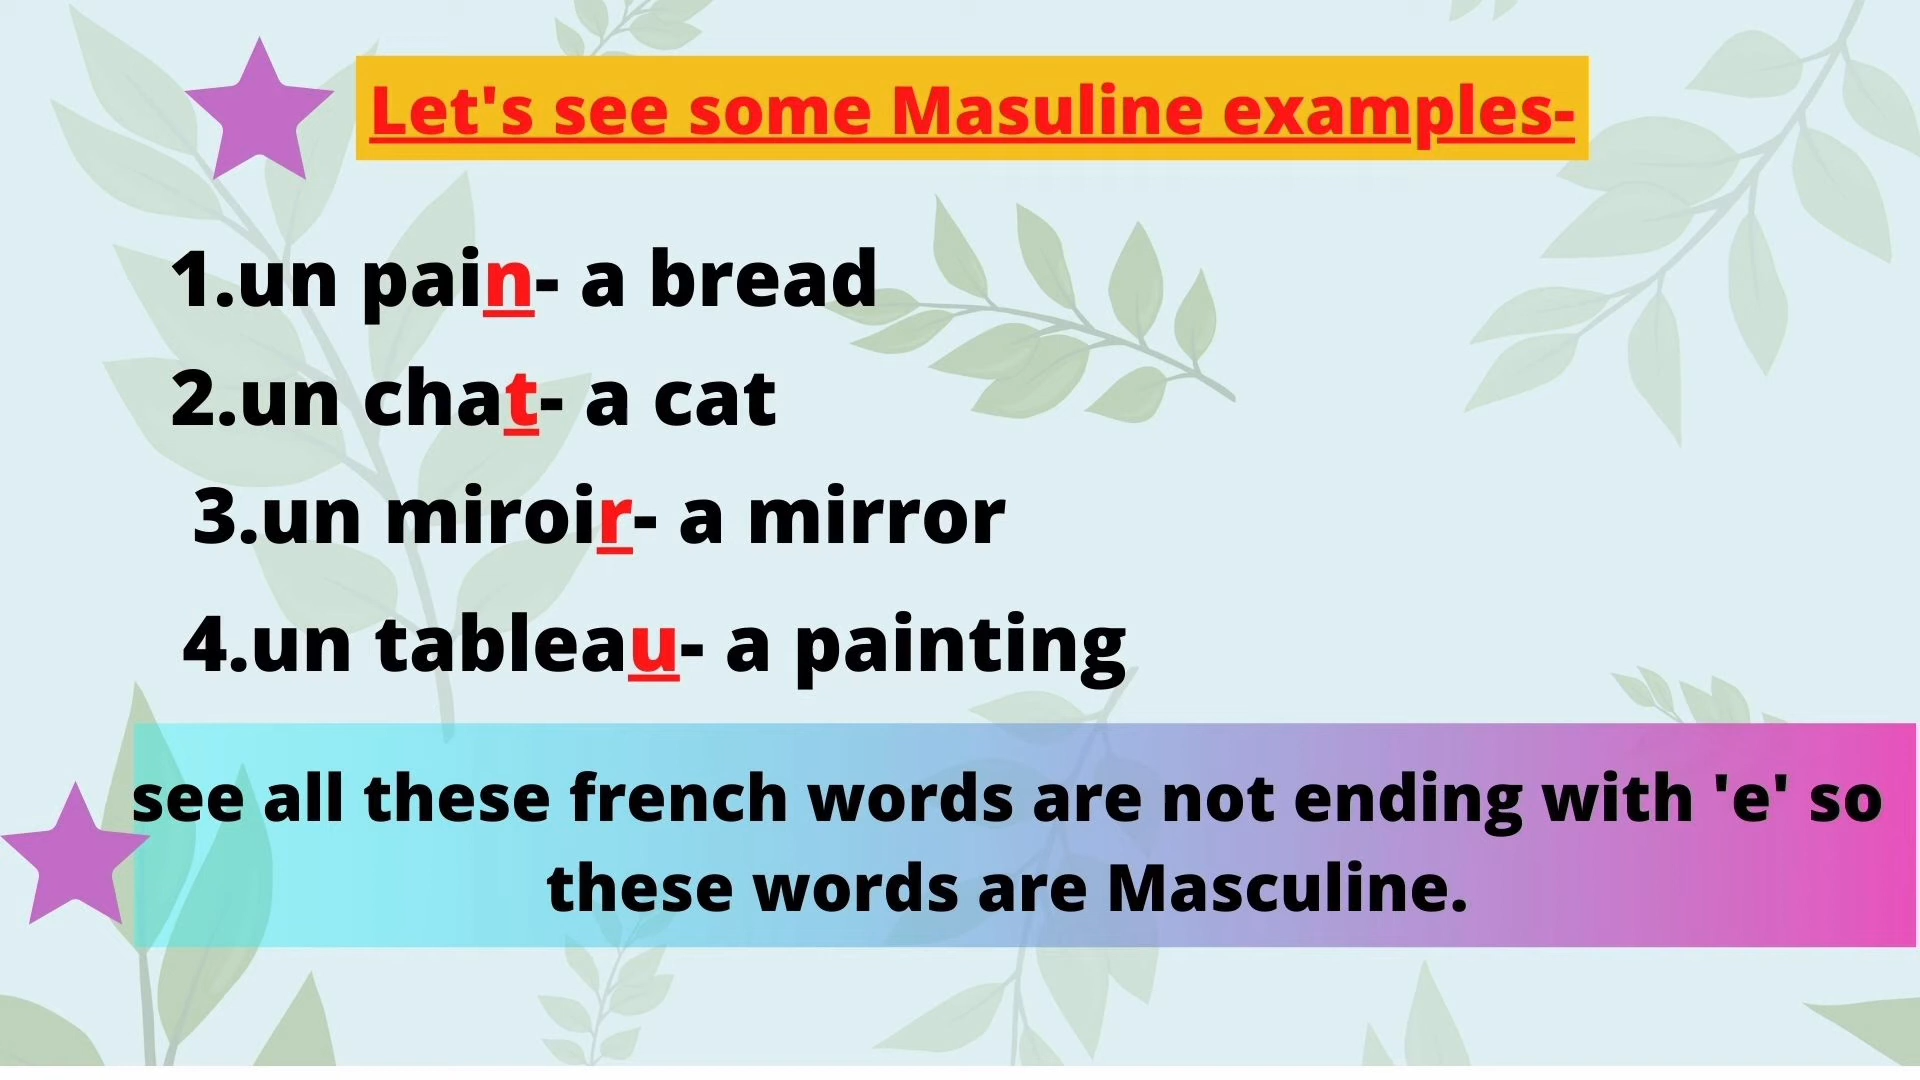 Let's see some Masuline examples-
1.un pain- a bread
2.un chat- a cat
3.un miroir- a mirror
4.un tableau- a painting
see all these french words are not ending with 'e' so
these words are Masculine.